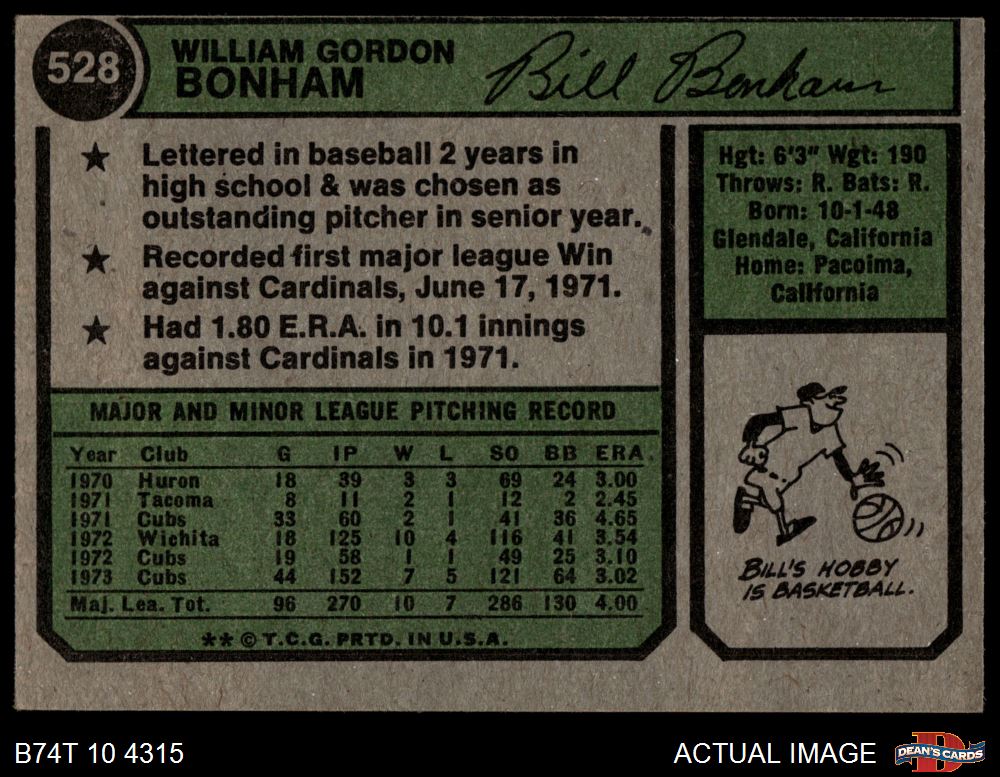 528
WILLIAM GORDON
BONHAM
Bill Bonham
★ Lettered in baseball 2 years in
high school & was chosen as
outstanding pitcher in senior year.
★ Recorded first major league Win
against Cardinals, June 17, 1971.
★ Had 1.80 E.R.A. in 10.1 innings
against Cardinals in 1971.
Hgt: 6'3" Wgt: 190
Throws: R. Bats: R.
Born: 10-1-48
Glendale, California
Home: Pacoima,
California
MAJOR AND MINOR LEAGUE PITCHING RECORD
Year Club G IP W L SO BB ERA.
1970 Huron 18 39 3 3 69 24 3.00
1971 Tacoma 8 11 2 1 12 2 2.45
1971 Cubs 33 60 2 1 41 36 4.65
1972 Wichita 18 125 10 4 116 41 3.54
1972 Cubs 19 58 1 1 49 25 3.10
1973 Cubs 44 152 7 5 121 64 3.02
Maj. Lea. Tot. 96 270 10 7 286 130 4.00
** © T.C.G. PRTD. IN U.S.A.
BILL'S HOBBY
IS BASKETBALL.
B74T 10 4315
ACTUAL IMAGE
D
DEAN'S CARDS